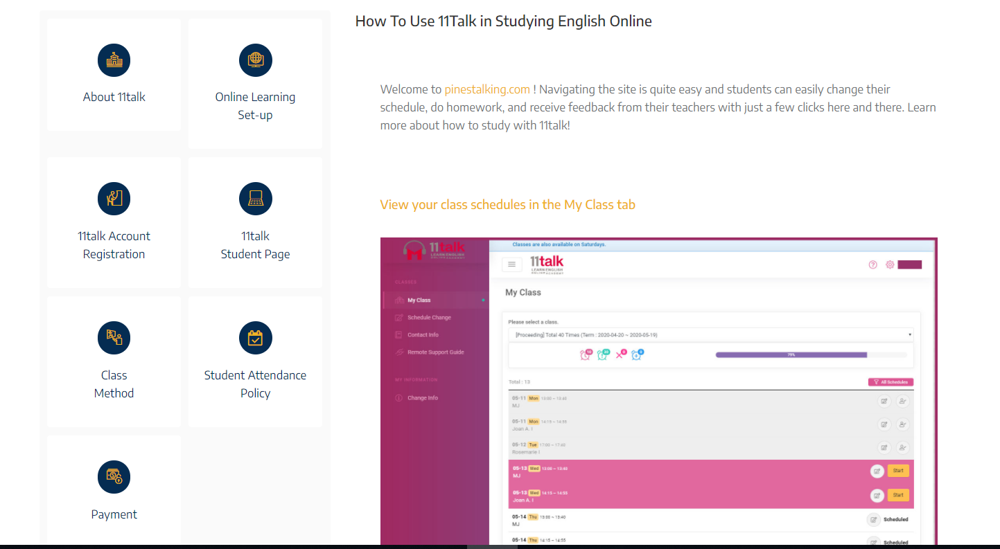 How To Use 11Talk in Studying English Online
About 11talk
Online Learning
Set-up
11talk Account
Registration
11talk
Student Page
Class
Method
Student Attendance
Policy
Payment
Welcome to pinestalking.com ! Navigating the site is quite easy and students can easily change their
schedule, do homework, and receive feedback from their teachers with just a few clicks here and there. Learn
more about how to study with 11talk!
View your class schedules in the My Class tab
11talk
LEARN ENGLISH
ONLINE ACADEMY
CLASSES
My Class
Schedule Change
Contact Info
Remote Support Guide
MY INFORMATION
Change Info
Classes are also available on Saturdays.
11talk
LEARN ENGLISH
ONLINE ACADEMY
My Class
Please select a class.
[Proceeding] Total 40 Times (Term : 2020-04-20 ~ 2020-05-19)
Total : 13
All Schedules
05-11 Mon 13:00 ~ 13:40
MJ
05-11 Mon 14:15 ~ 14:55
Joan A. I
05-12 Tue 17:00 ~ 17:40
Rosemarie I
05-13 Wed 13:00 ~ 13:40
MJ
Start
05-13 Wed 14:15 ~ 14:55
Joan A. I
Start
05-14 Thu 13:00 ~ 13:40
MJ
Scheduled
05-14 Thu 14:15 ~ 14:55
Scheduled